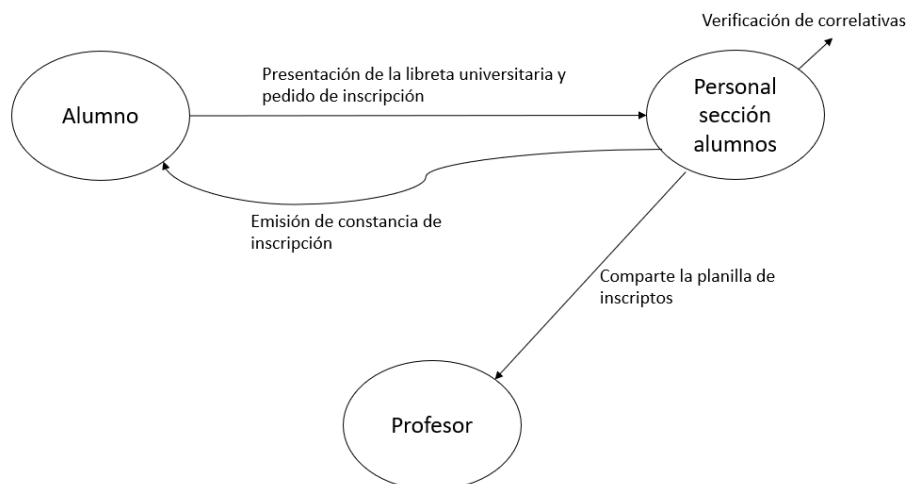 Verificación de correlativas
Presentación de la libreta universitaria y
pedido de inscripción
Alumno
Personal
sección
alumnos
Emisión de constancia de
inscripción
Comparte la planilla de
inscriptos
Profesor